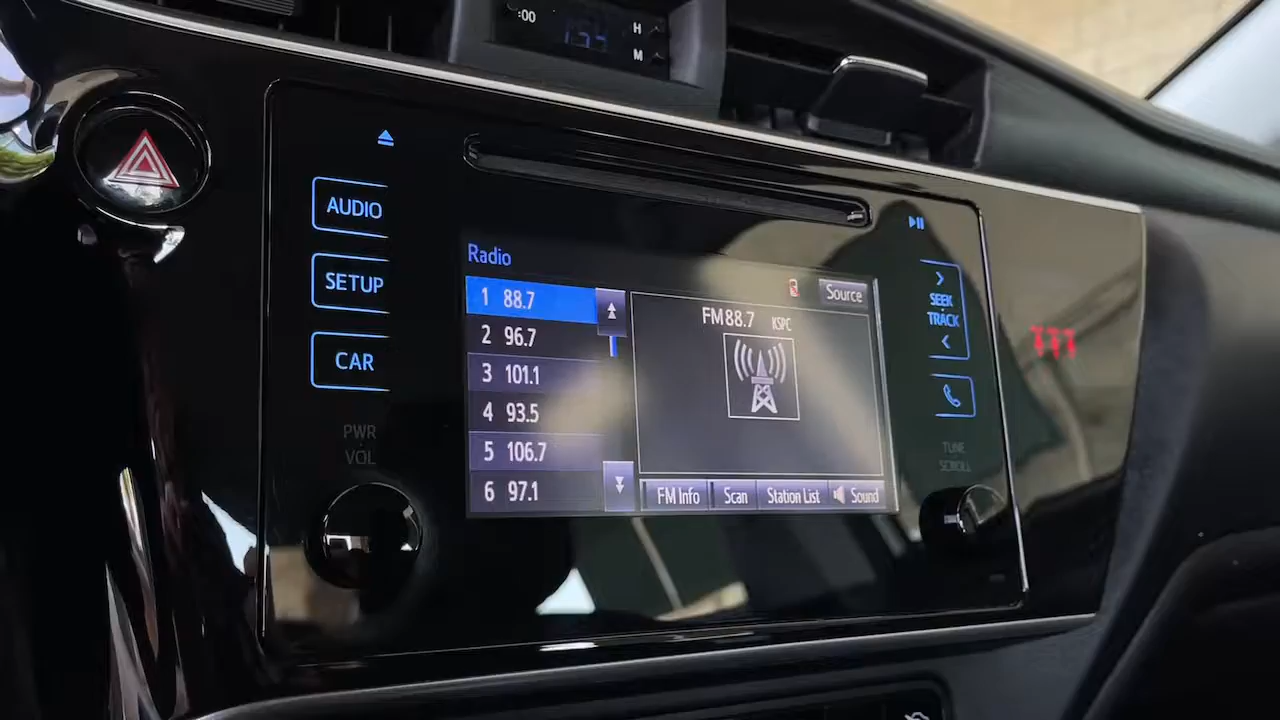 :00
H
M
AUDIO
SETUP
CAR
PWR
VOL
Radio
1 88.7
2 96.7
3 101.1
4 93.5
5 106.7
6 97.1
Source
FM 88.7 KSPC
FM Info
Scan
Station List
Sound
SEEK
TRACK
TUNE
SCROLL